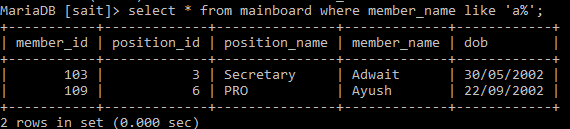 MariaDB [sait]> select * from mainboard where member_name like 'a%';
+-----------+-------------+---------------+-------------+------------+
| member_id | position_id | position_name | member_name | dob        |
+-----------+-------------+---------------+-------------+------------+
|       103 |           3 | Secretary     | Adwait      | 30/05/2002 |
|       109 |           6 | PRO           | Ayush       | 22/09/2002 |
+-----------+-------------+---------------+-------------+------------+
2 rows in set (0.000 sec)